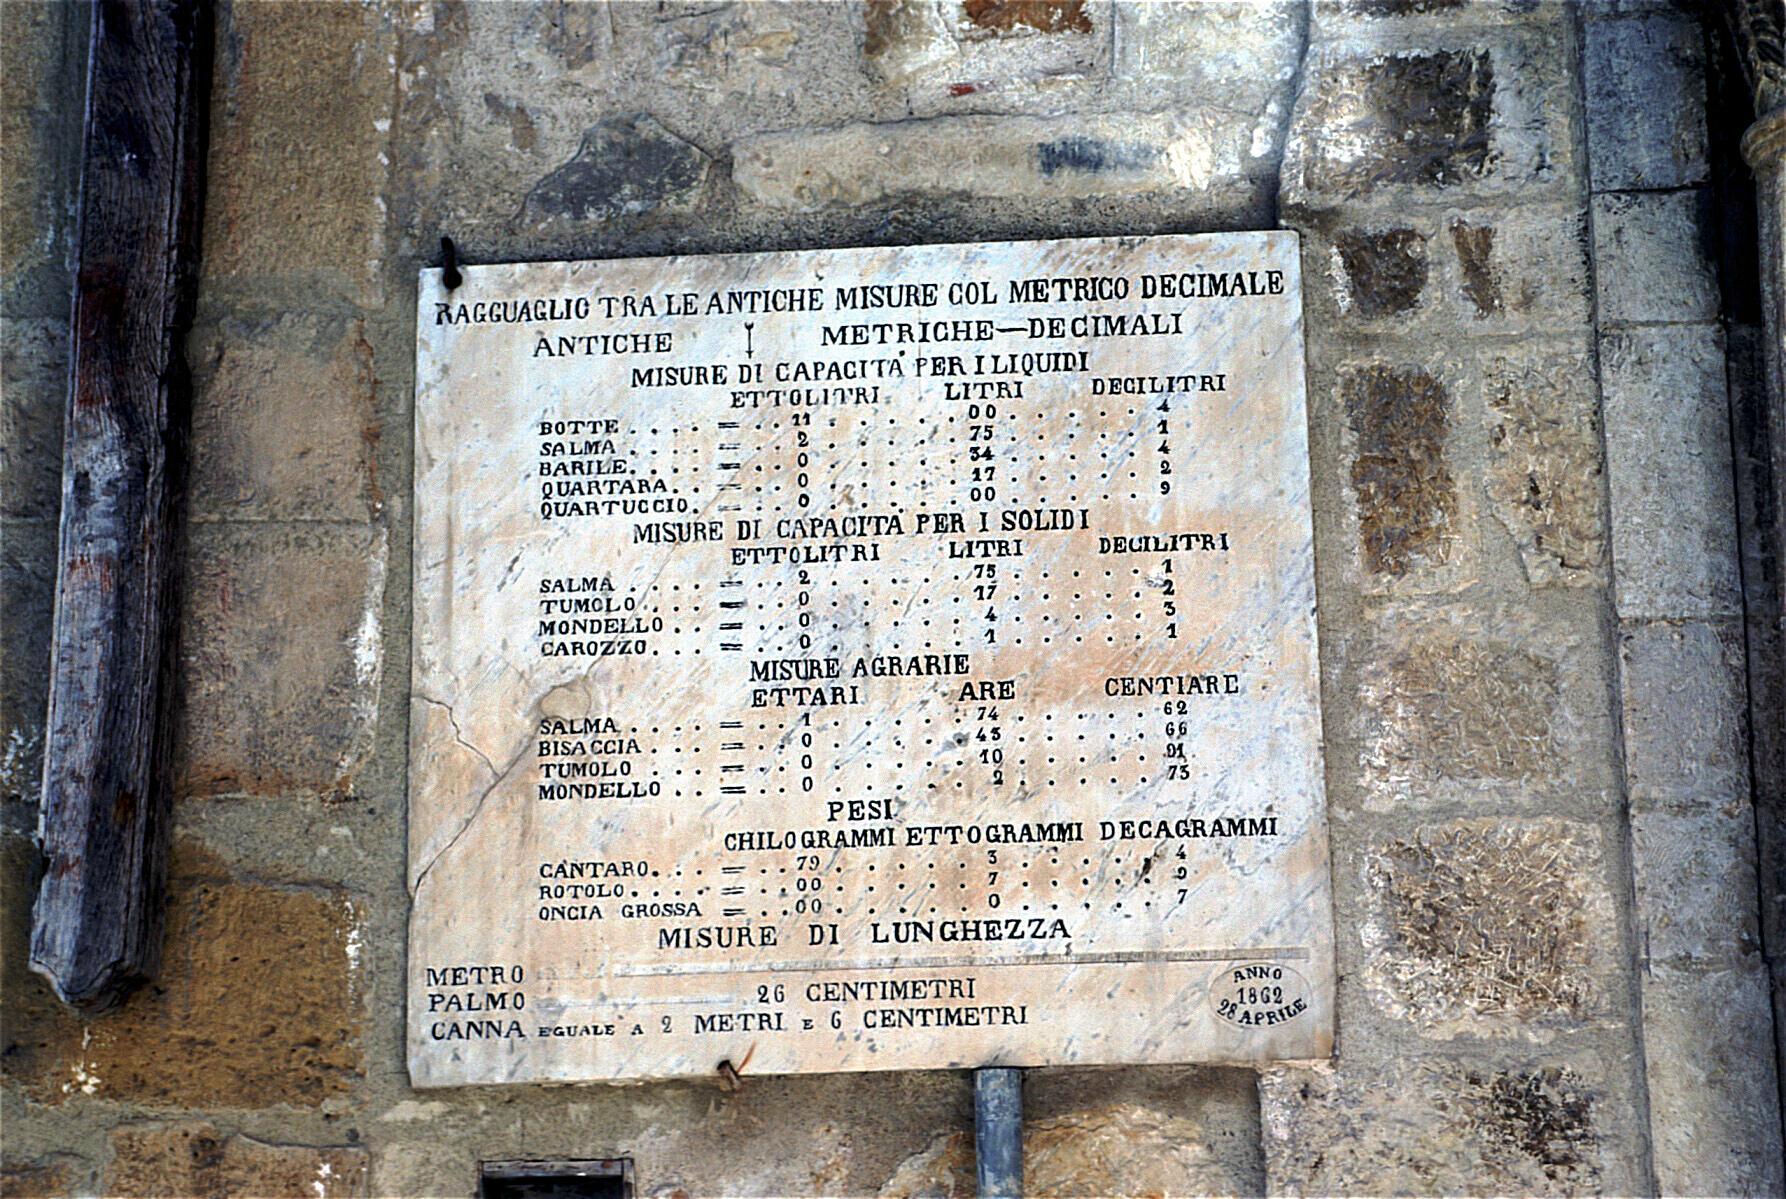 RAGGUAGLIO TRA LE ANTICHE MISURE COL METRICO DECIMALE
ANTICHE METRICHE—DECIMALI
MISURE DI CAPACITA' PER I LIQUIDI
ETTOLITRI LITRI DECILITRI
BOTTE . . . . = . . 11 . . . . . 00 . . . . . 4
SALMA . . . . = . . 2 . . . . . 75 . . . . . 1
BARILE. . . . = . . 0 . . . . . 34 . . . . . 4
QUARTARA. . = . . 0 . . . . . 17 . . . . . 2
QUARTUCCIO. = . . 0 . . . . . 00 . . . . . 9
MISURE DI CAPACITA PER I SOLIDI
ETTOLITRI LITRI DECILITRI
SALMA . . . . = . . 2 . . . . . 75 . . . . . 1
TUMOLO. . . = . . 0 . . . . . 17 . . . . . 2
MONDELLO . . = . . 0 . . . . . 4 . . . . . 3
CAROZZO. . . = . . 0 . . . . . 1 . . . . . 1
MISURE AGRARIE
ETTARI ARE CENTIARE
SALMA . . . . = . . 1 . . . . . 74 . . . . . 62
BISACCIA . . . = . . 0 . . . . . 43 . . . . . 66
TUMOLO . . . = . . 0 . . . . . 10 . . . . . 91
MONDELLO . . = . . 0 . . . . . 2 . . . . . 73
PESI
CHILOGRAMMI ETTOGRAMMI DECAGRAMMI
CANTARO. . . = . . 79 . . . . . 3 . . . . . 4
ROTOLO. . . . = . . 00 . . . . . 7 . . . . . 9
ONCIA GROSSA = . . 00 . . . . . 0 . . . . . 7
MISURE DI LUNGHEZZA
METRO
PALMO 26 CENTIMETRI
CANNA EGUALE A 2 METRI E 6 CENTIMETRI
ANNO
1862
28 APRILE